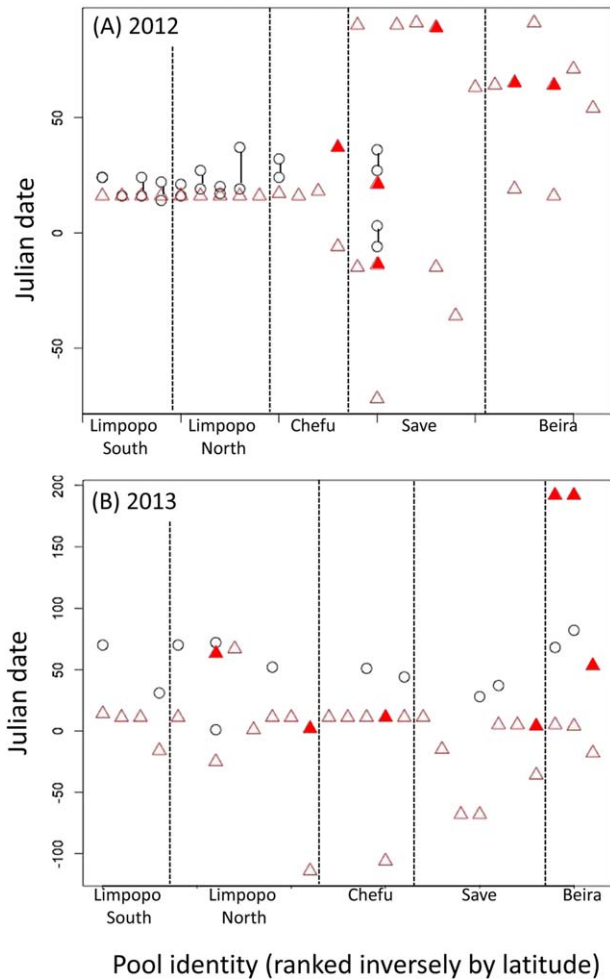 (A) 2012
Julian date
50
0
-50
Limpopo South
Limpopo North
Chefu
Save
Beira
(B) 2013
Julian date
200
150
100
50
0
-50
-100
Limpopo South
Limpopo North
Chefu
Save
Beira
Pool identity (ranked inversely by latitude)